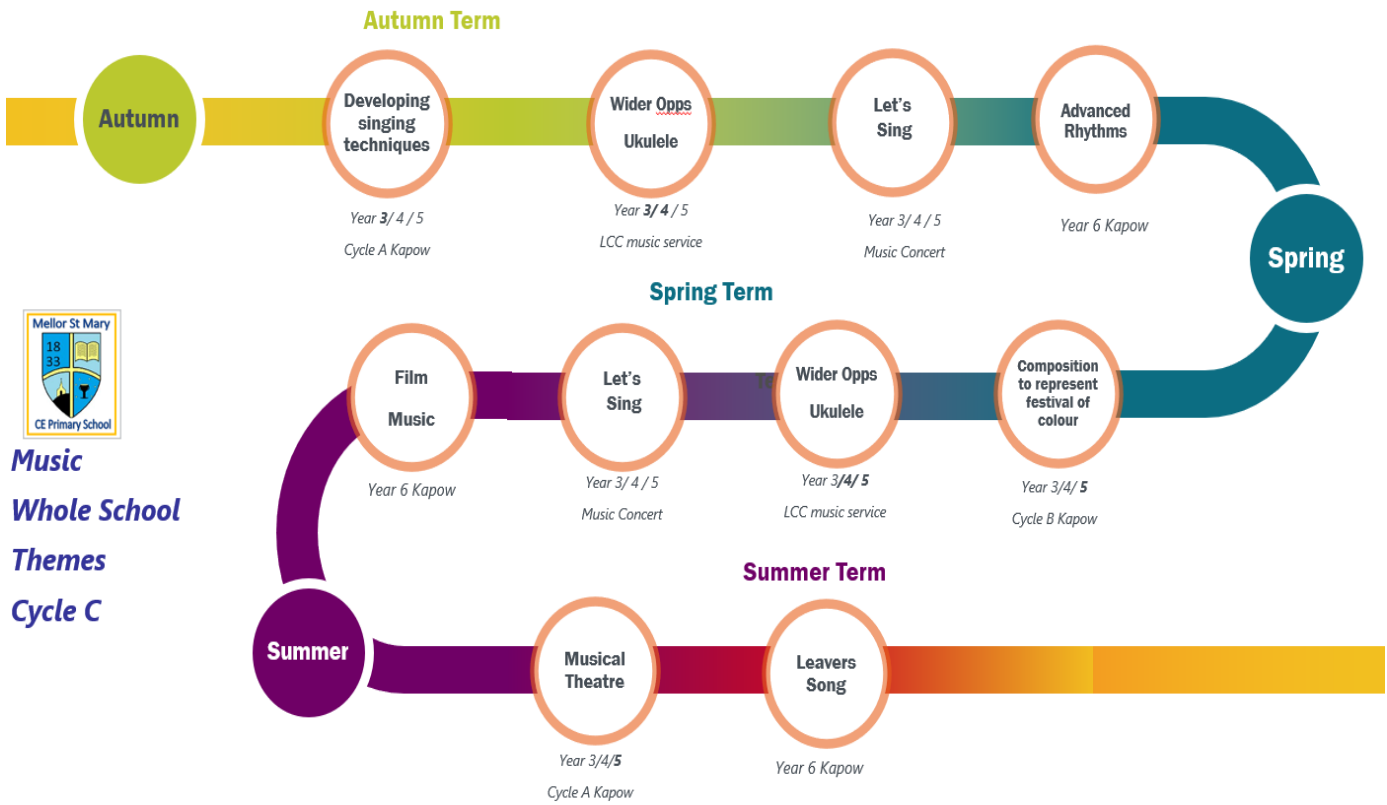 Autumn Term
Autumn
Developing
singing
techniques
Year 3/ 4 / 5
Cycle A Kapow
Wider Opps
Ukulele
Year 3/ 4 / 5
LCC music service
Let's
Sing
Year 3/ 4 / 5
Music Concert
Advanced
Rhythms
Year 6 Kapow
Spring
Spring Term
Composition
to represent
festival of
colour
Year 3/4/ 5
Cycle B Kapow
Wider Opps
Ukulele
Year 3/4/ 5
LCC music service
Let's
Sing
Year 3/ 4 / 5
Music Concert
Film
Music
Year 6 Kapow
Mellor St Mary
18
33
CE Primary School
Music
Whole School
Themes
Cycle C
Summer Term
Summer
Musical
Theatre
Year 3/4/5
Cycle A Kapow
Leavers
Song
Year 6 Kapow